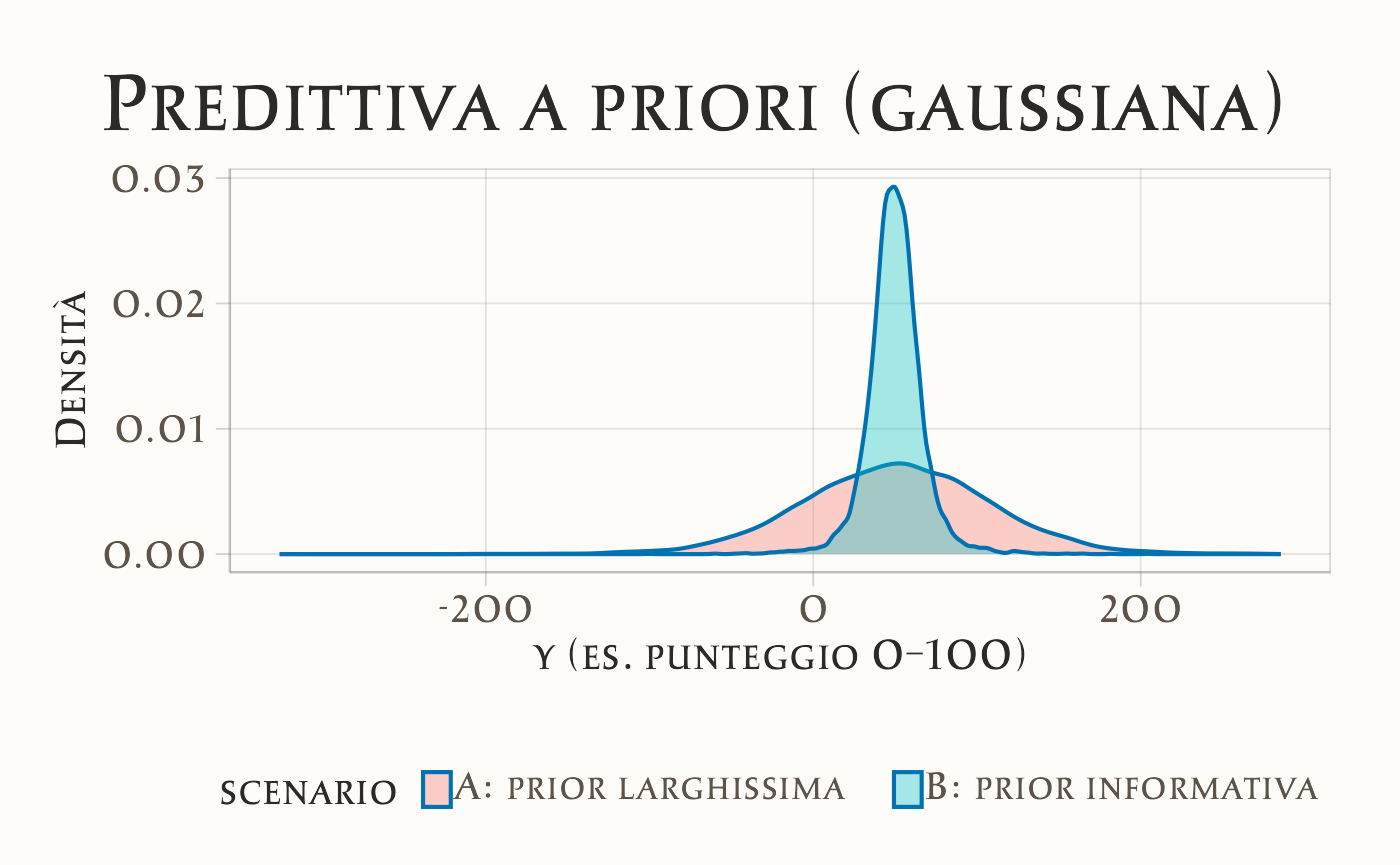 Predittiva a priori (gaussiana)
0.03
0.02
0.01
0.00
Densità
-200 0 200
y (es. punteggio 0–100)
scenario A: prior larghissima B: prior informativa